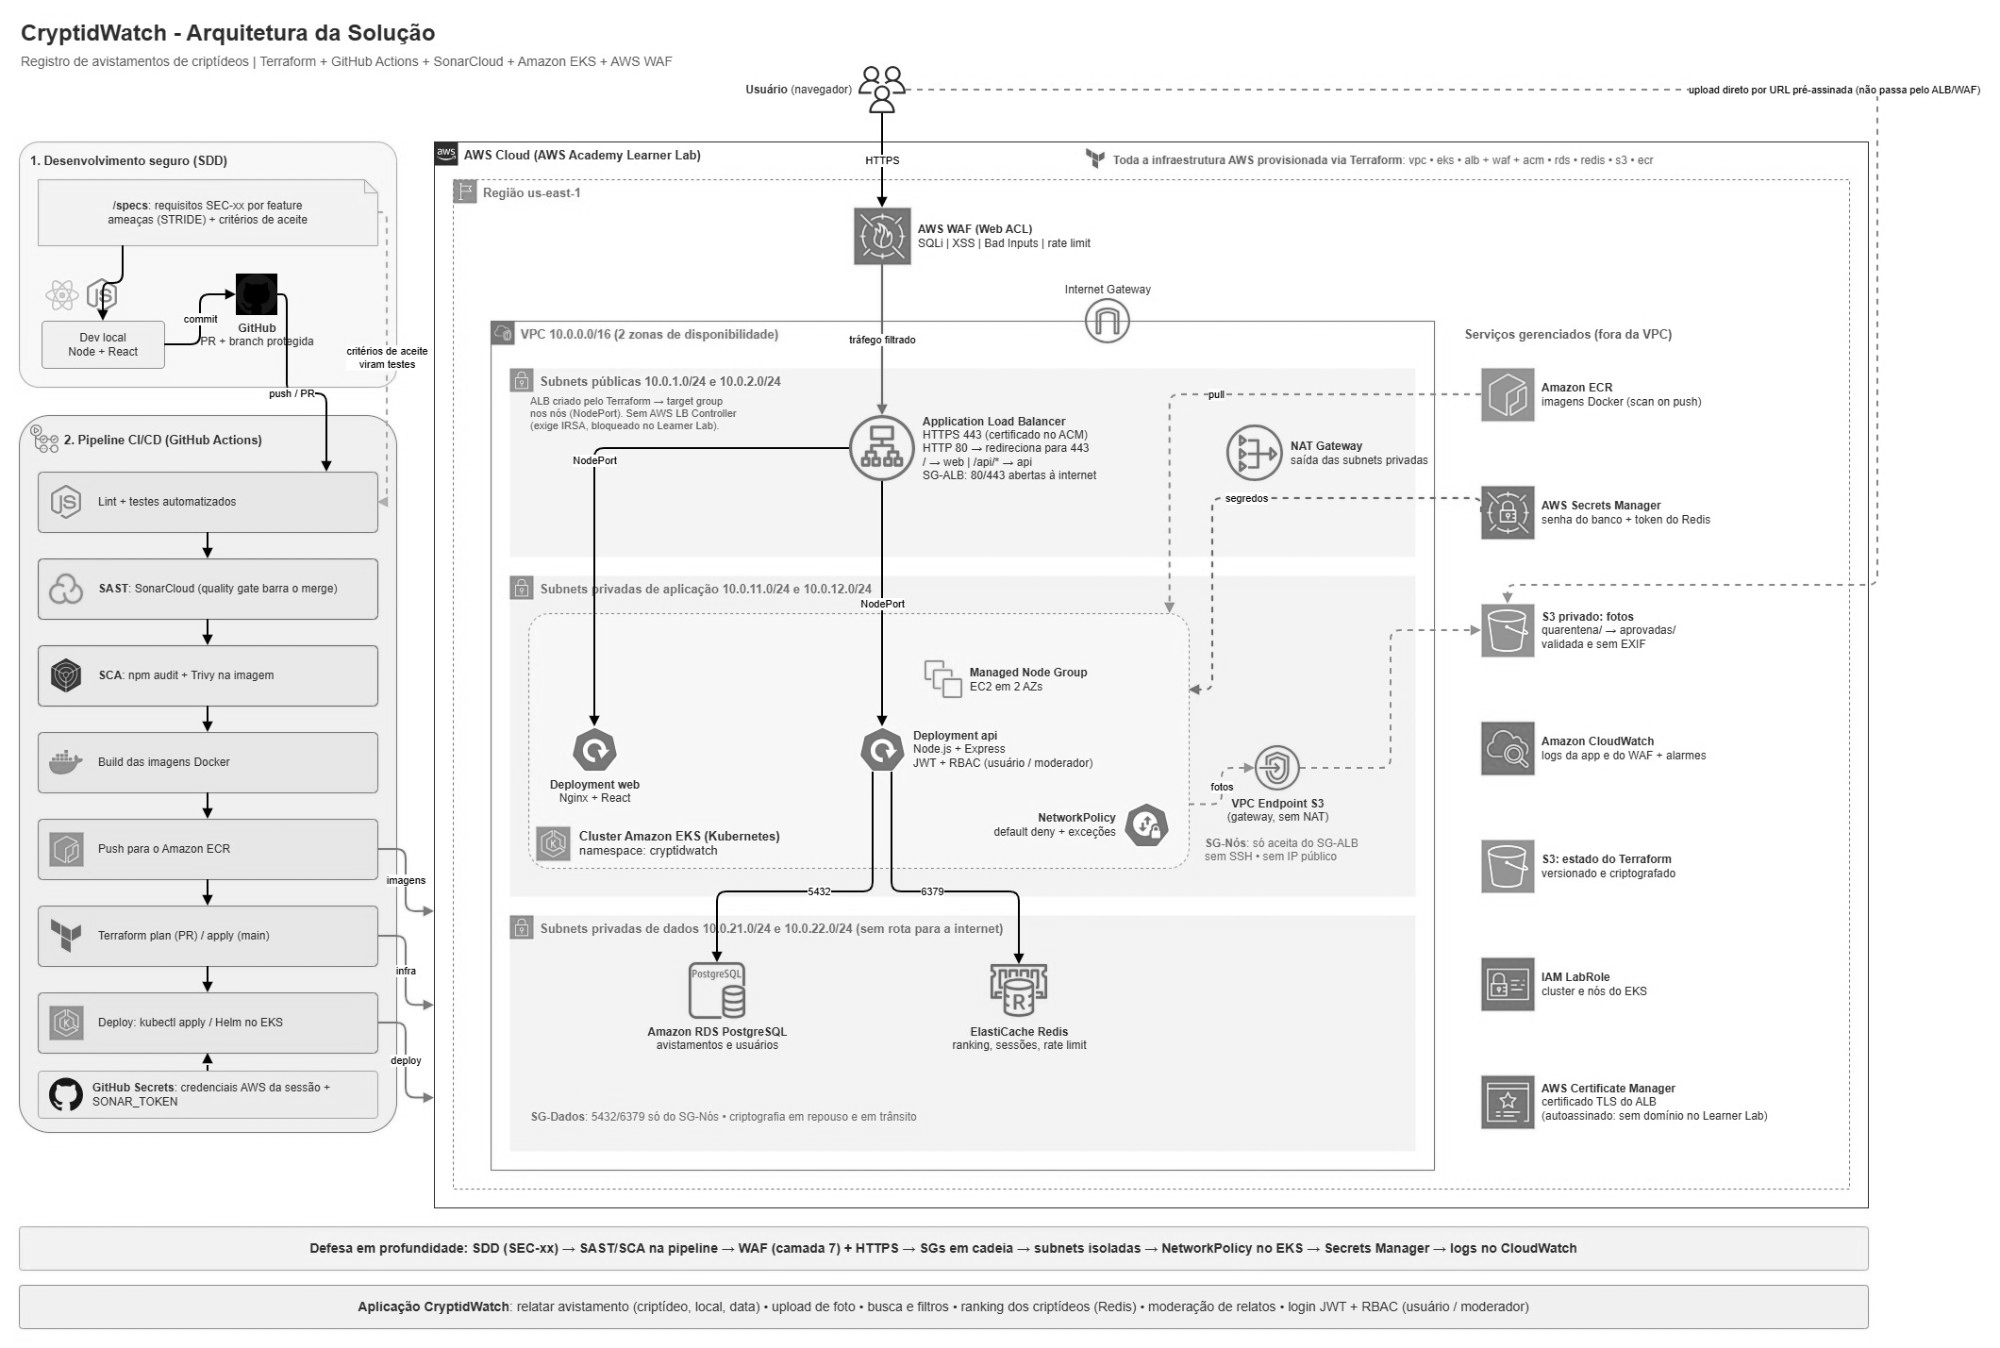 CryptidWatch - Arquitetura da Solução
Registro de avistamentos de criptídeos | Terraform + GitHub Actions + SonarCloud + Amazon EKS + AWS WAF
Usuário (navegador)
upload direto por URL pré-assinada (não passa pelo ALB/WAF)
HTTPS
1. Desenvolvimento seguro (SDD)
/specs: requisitos SEC-xx por feature
ameaças (STRIDE) + critérios de aceite
JS
Dev local
Node + React
commit
GitHub
PR + branch protegida
critérios de aceite
viram testes
push / PR
2. Pipeline CI/CD (GitHub Actions)
JS
Lint + testes automatizados
SAST: SonarCloud (quality gate barra o merge)
SCA: npm audit + Trivy na imagem
Build das imagens Docker
Push para o Amazon ECR
imagens
Terraform plan (PR) / apply (main)
infra
Deploy: kubectl apply / Helm no EKS
deploy
GitHub Secrets: credenciais AWS da sessão +
SONAR_TOKEN
aws
AWS Cloud (AWS Academy Learner Lab)
Toda a infraestrutura AWS provisionada via Terraform: vpc • eks • alb + waf + acm • rds • redis • s3 • ecr
Região us-east-1
AWS WAF (Web ACL)
SQLi | XSS | Bad Inputs | rate limit
Internet Gateway
VPC 10.0.0.0/16 (2 zonas de disponibilidade)
tráfego filtrado
Subnets públicas 10.0.1.0/24 e 10.0.2.0/24
ALB criado pelo Terraform → target group
nos nós (NodePort). Sem AWS LB Controller
(exige IRSA, bloqueado no Learner Lab).
NodePort
Application Load Balancer
HTTPS 443 (certificado no ACM)
HTTP 80 → redireciona para 443
/ → web | /api/* → api
SG-ALB: 80/443 abertas à internet
pull
NAT Gateway
saída das subnets privadas
segredos
Subnets privadas de aplicação 10.0.11.0/24 e 10.0.12.0/24
NodePort
Managed Node Group
EC2 em 2 AZs
Deployment web
Nginx + React
Deployment api
Node.js + Express
JWT + RBAC (usuário / moderador)
K
Cluster Amazon EKS (Kubernetes)
namespace: cryptidwatch
NetworkPolicy
default deny + exceções
fotos
VPC Endpoint S3
(gateway, sem NAT)
SG-Nós: só aceita do SG-ALB
sem SSH • sem IP público
5432
6379
Subnets privadas de dados 10.0.21.0/24 e 10.0.22.0/24 (sem rota para a internet)
PostgreSQL
Amazon RDS PostgreSQL
avistamentos e usuários
R
ElastiCache Redis
ranking, sessões, rate limit
SG-Dados: 5432/6379 só do SG-Nós • criptografia em repouso e em trânsito
Serviços gerenciados (fora da VPC)
Amazon ECR
imagens Docker (scan on push)
AWS Secrets Manager
senha do banco + token do Redis
S3 privado: fotos
quarentena/ → aprovadas/
validada e sem EXIF
Amazon CloudWatch
logs da app e do WAF + alarmes
S3: estado do Terraform
versionado e criptografado
IAM LabRole
cluster e nós do EKS
AWS Certificate Manager
certificado TLS do ALB
(autoassinado: sem domínio no Learner Lab)
Defesa em profundidade: SDD (SEC-xx) → SAST/SCA na pipeline → WAF (camada 7) + HTTPS → SGs em cadeia → subnets isoladas → NetworkPolicy no EKS → Secrets Manager → logs no CloudWatch
Aplicação CryptidWatch: relatar avistamento (criptídeo, local, data) • upload de foto • busca e filtros • ranking dos criptídeos (Redis) • moderação de relatos • login JWT + RBAC (usuário / moderador)